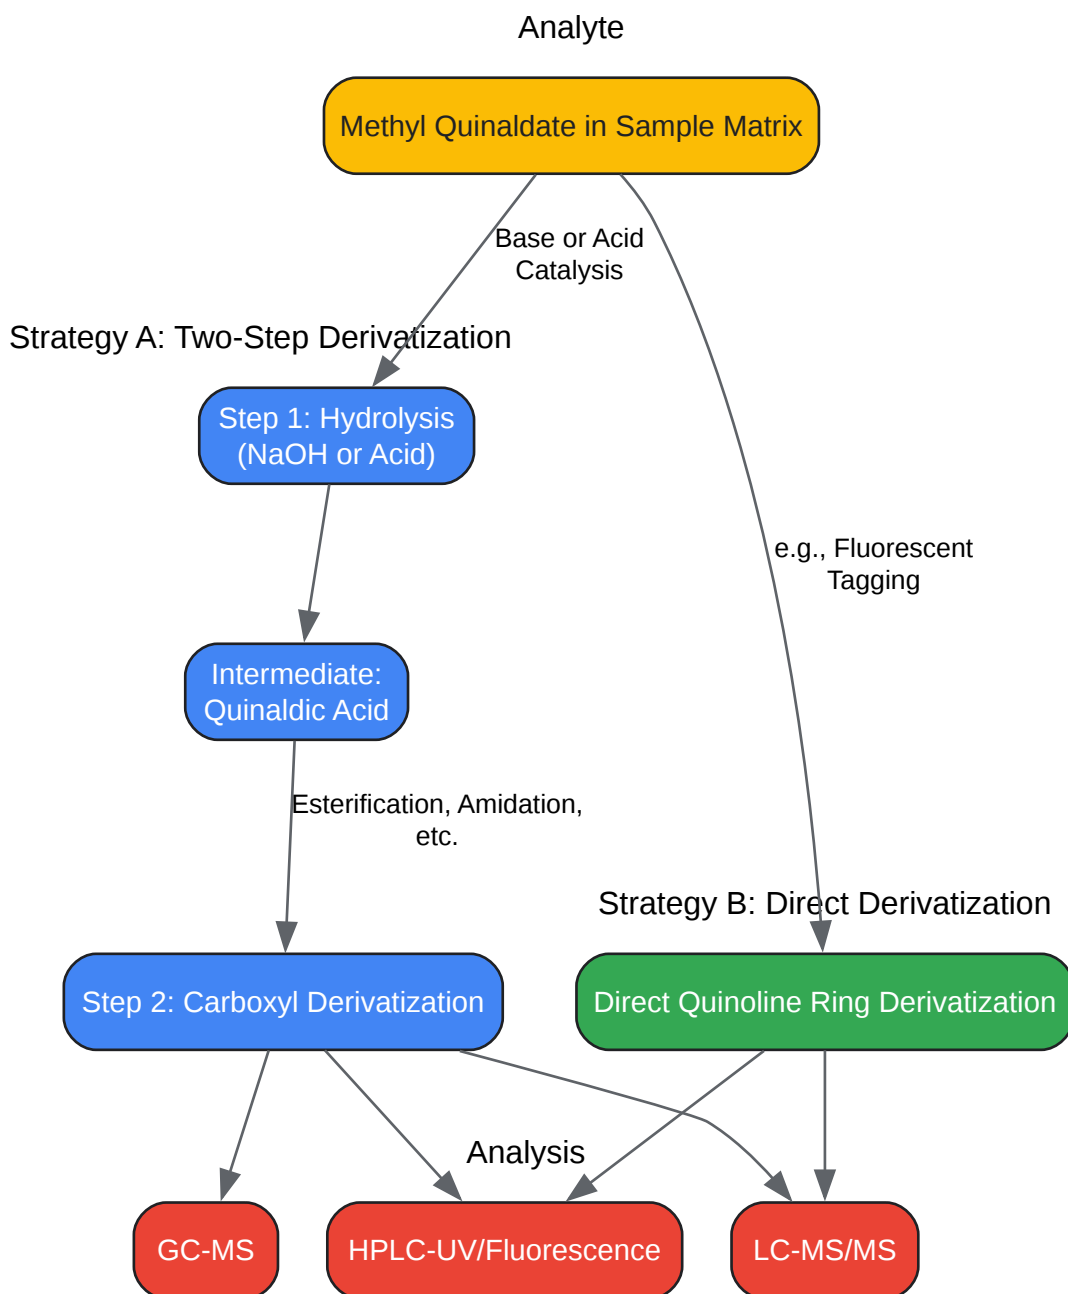 Analyte
Methyl Quinaldate in Sample Matrix
Base or Acid
Catalysis
Strategy A: Two-Step Derivatization
Step 1: Hydrolysis
(NaOH or Acid)
e.g., Fluorescent
Tagging
Intermediate:
Quinaldic Acid
Esterification, Amidation,
etc.
Strategy B: Direct Derivatization
Step 2: Carboxyl Derivatization
Direct Quinoline Ring Derivatization
Analysis
GC-MS
HPLC-UV/Fluorescence
LC-MS/MS